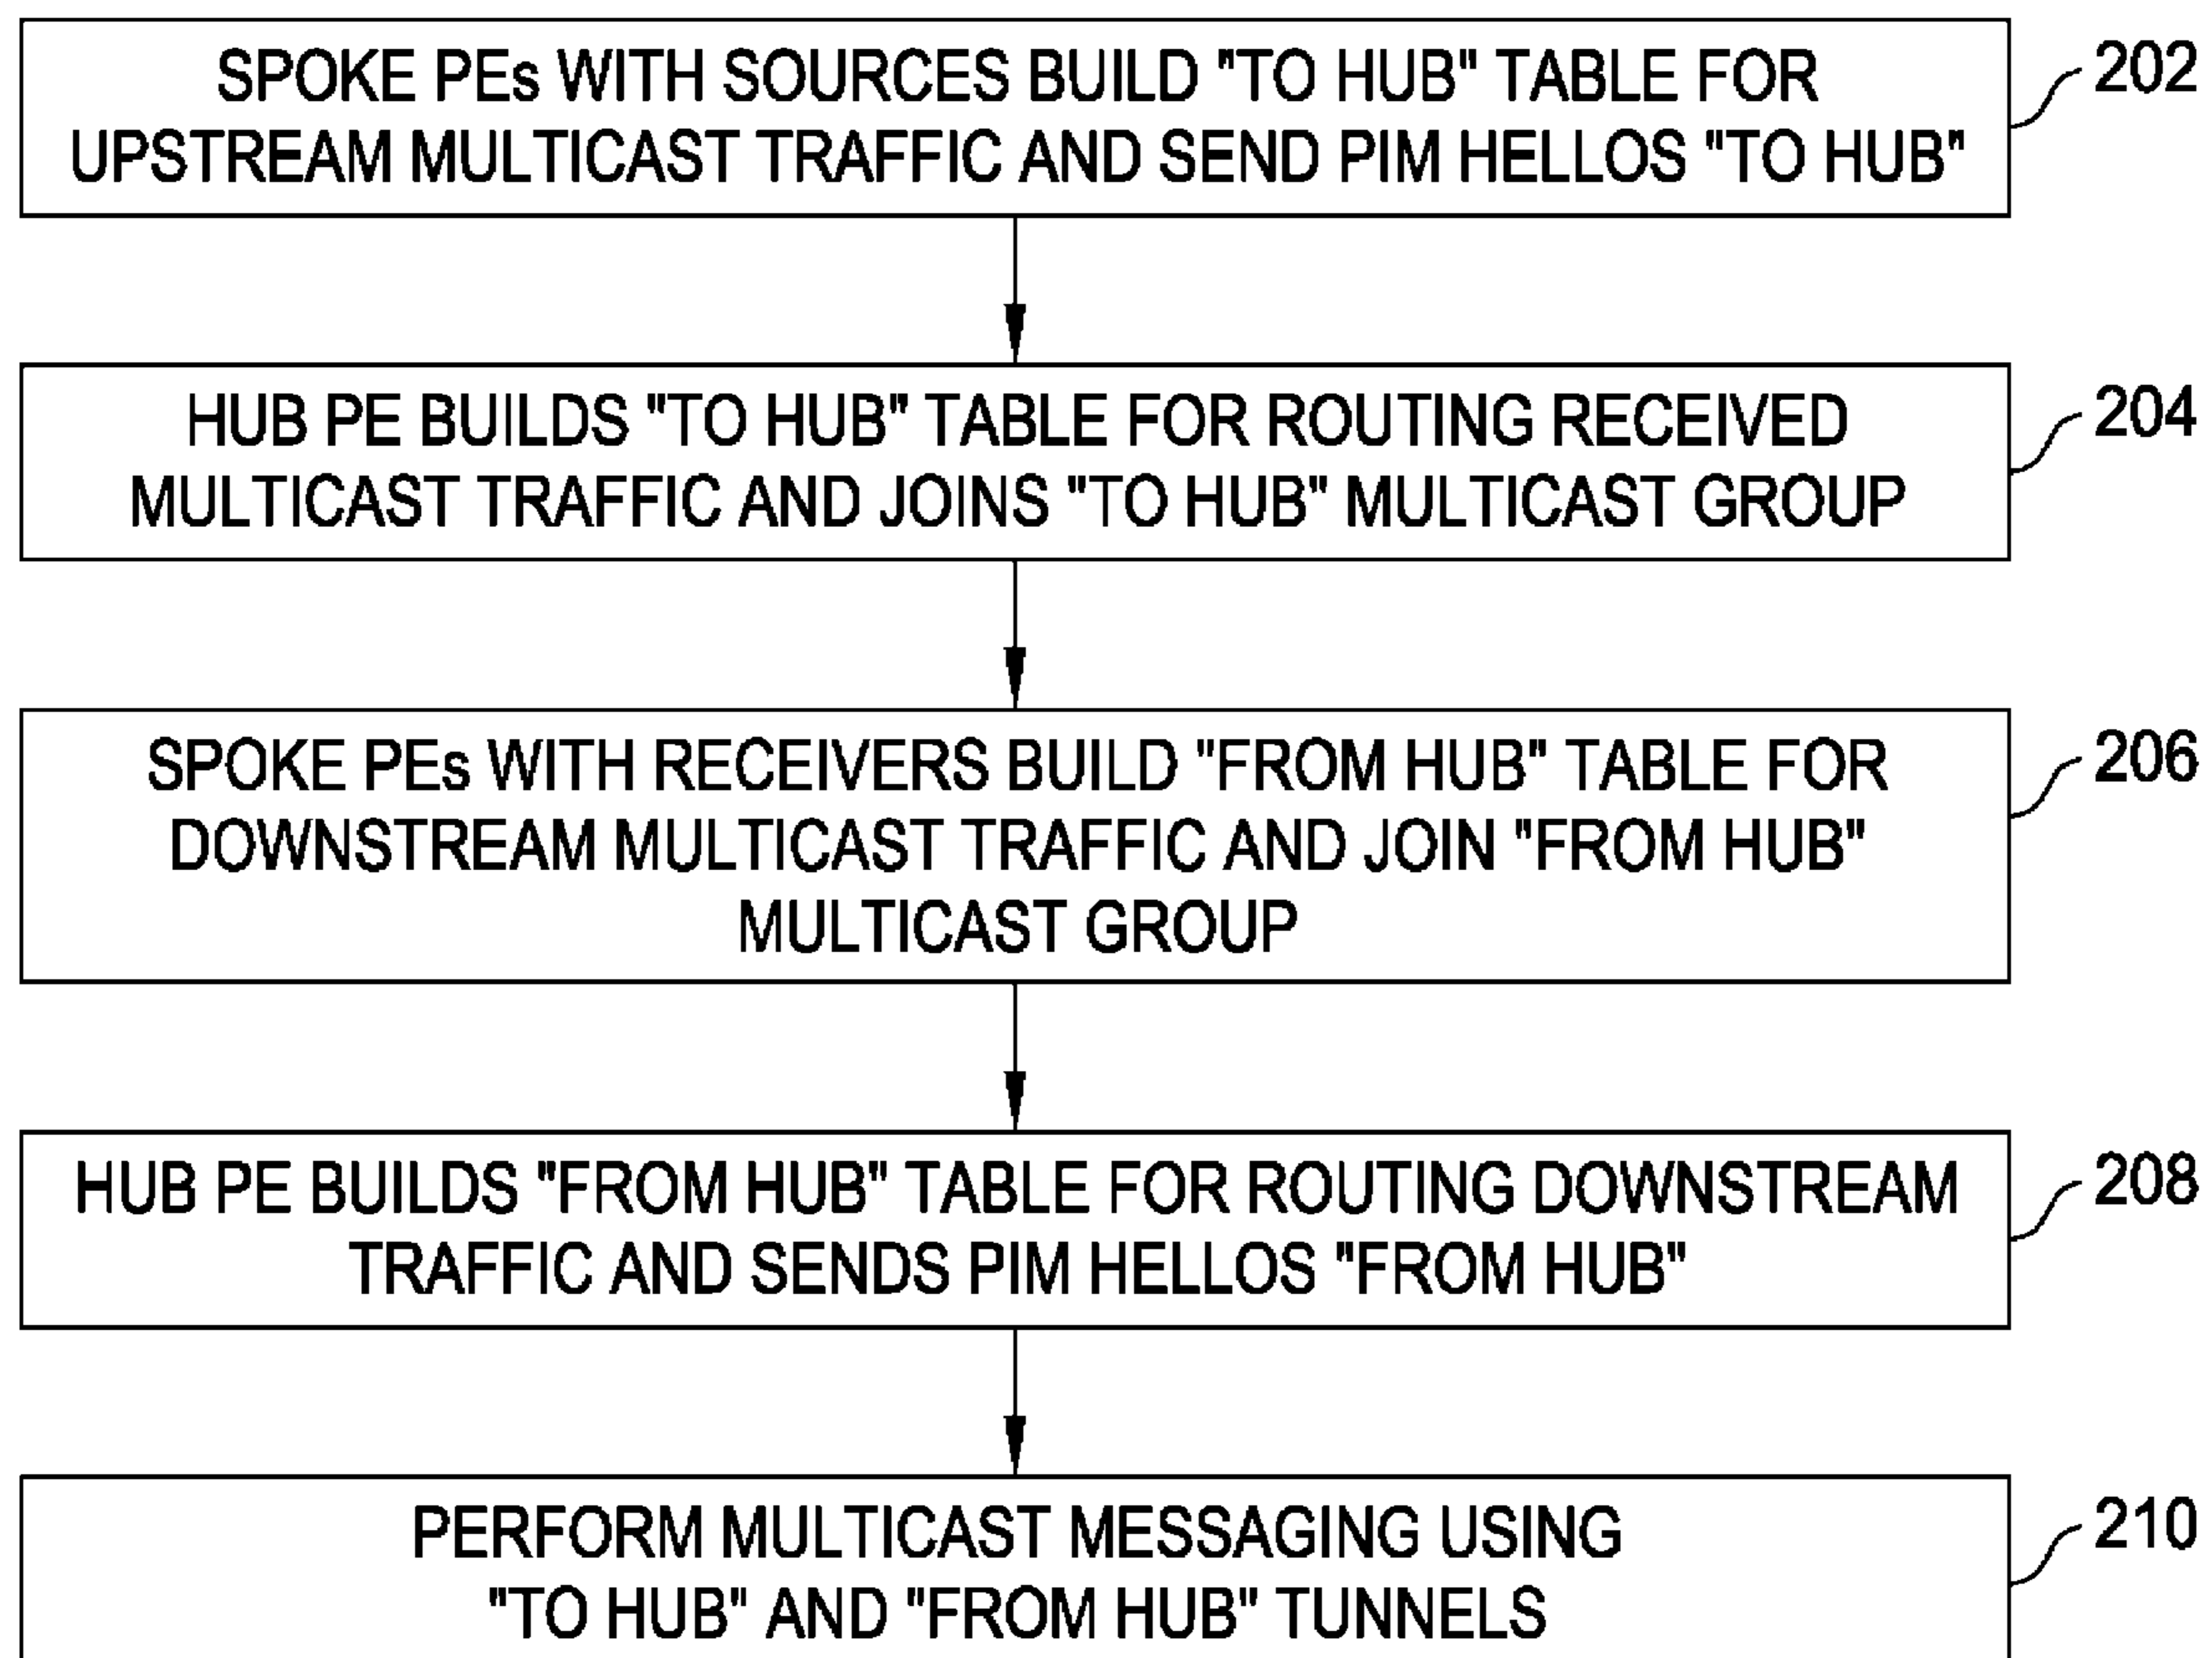 SPOKE PEs WITH SOURCES BUILD "TO HUB" TABLE FOR
UPSTREAM MULTICAST TRAFFIC AND SEND PIM HELLOS "TO HUB"
202
HUB PE BUILDS "TO HUB" TABLE FOR ROUTING RECEIVED
MULTICAST TRAFFIC AND JOINS "TO HUB" MULTICAST GROUP
204
SPOKE PEs WITH RECEIVERS BUILD "FROM HUB" TABLE FOR
DOWNSTREAM MULTICAST TRAFFIC AND JOIN "FROM HUB"
MULTICAST GROUP
206
HUB PE BUILDS "FROM HUB" TABLE FOR ROUTING DOWNSTREAM
TRAFFIC AND SENDS PIM HELLOS "FROM HUB"
208
PERFORM MULTICAST MESSAGING USING
"TO HUB" AND "FROM HUB" TUNNELS
210